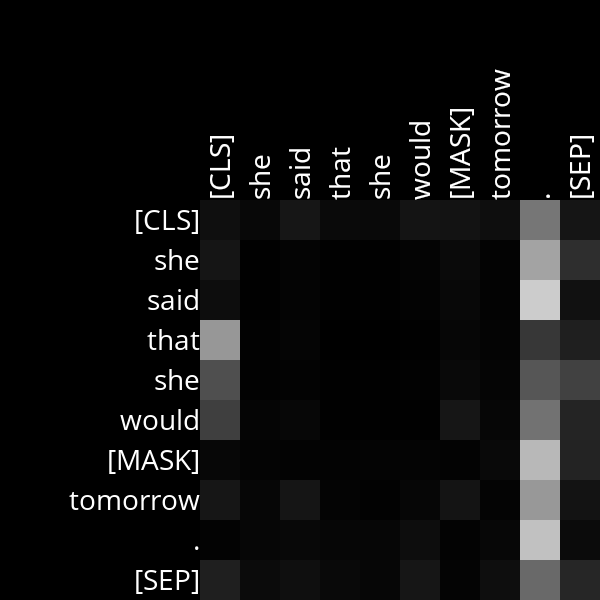 [CLS] she said that she would [MASK] tomorrow . [SEP]
[CLS]
she
said
that
she
would
[MASK]
tomorrow
.
[SEP]